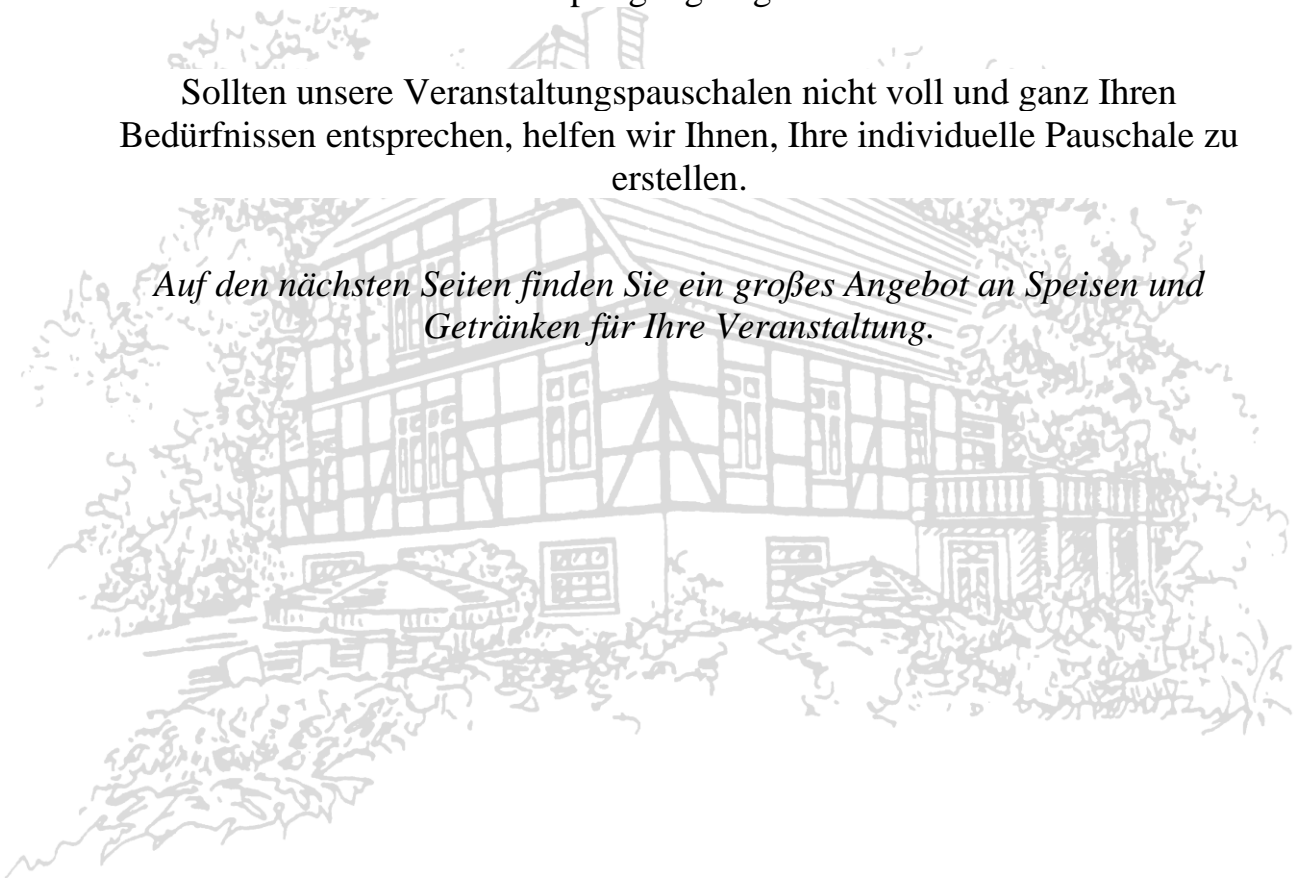 Sollten unsere Veranstaltungspauschalen nicht voll und ganz Ihren
Bedürfnissen entsprechen, helfen wir Ihnen, Ihre individuelle Pauschale zu
erstellen.
Auf den nächsten Seiten finden Sie ein großes Angebot an Speisen und
Getränken für Ihre Veranstaltung.